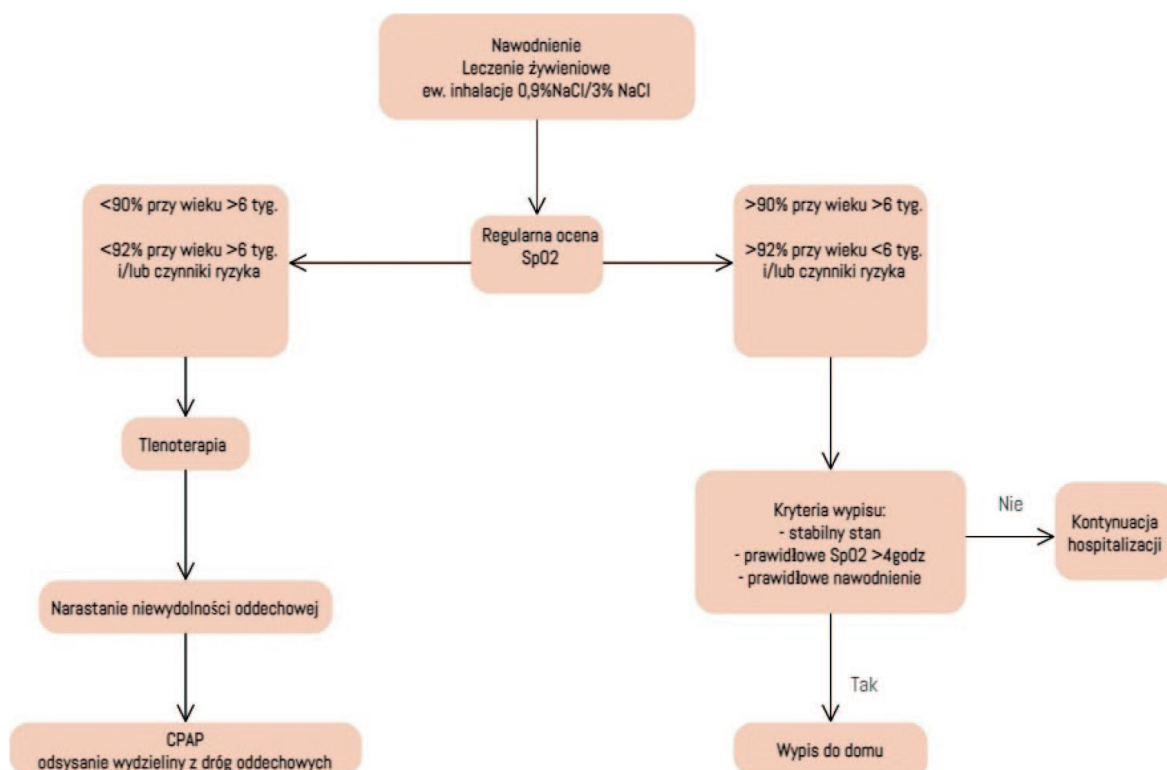 Nawodnienie
Leczenie żywieniowe
ew. inhalacje 0,9%NaCl/3% NaCl
<90% przy wieku >6 tyg.
<92% przy wieku >6 tyg.
i/lub czynniki ryzyka
Regularna ocena
SpO2
>90% przy wieku >6 tyg.
>92% przy wieku <6 tyg.
i/lub czynniki ryzyka
Tlenoterapia
Kryteria wypisu:
- stabilny stan
- prawidłowe SpO2 >4godz
- prawidłowe nawodnienie
Nie
Kontynuacja
hospitalizacji
Narastanie niewydolności oddechowej
Tak
CPAP
odsysanie wydzieliny z dróg oddechowych
Wypis do domu